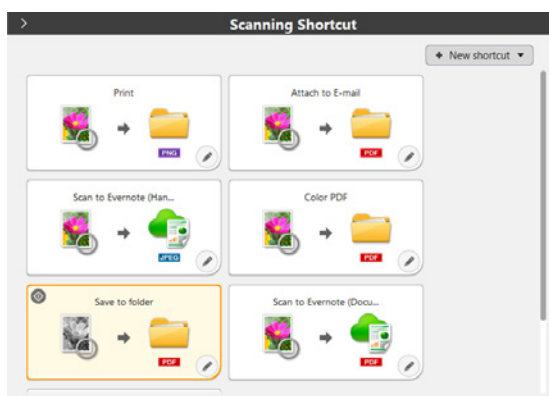 Scanning Shortcut
New shortcut
Print
PNG
Attach to E-mail
PDF
Scan to Evernote (Han...
JPEG
Color PDF
PDF
Save to folder
PDF
Scan to Evernote (Docu...
PDF